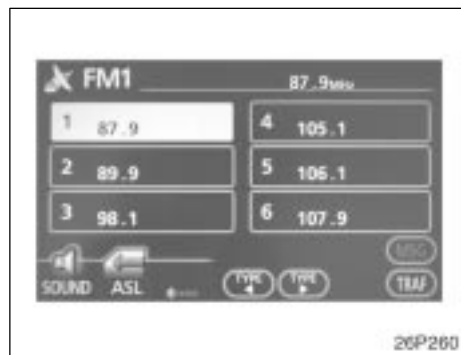 FM1 87.9MHz
1 87.9
2 89.9
3 98.1
4 105.1
5 106.1
6 107.9
MSG
SOUND ASL TYPE TYPE TRAF
26P260